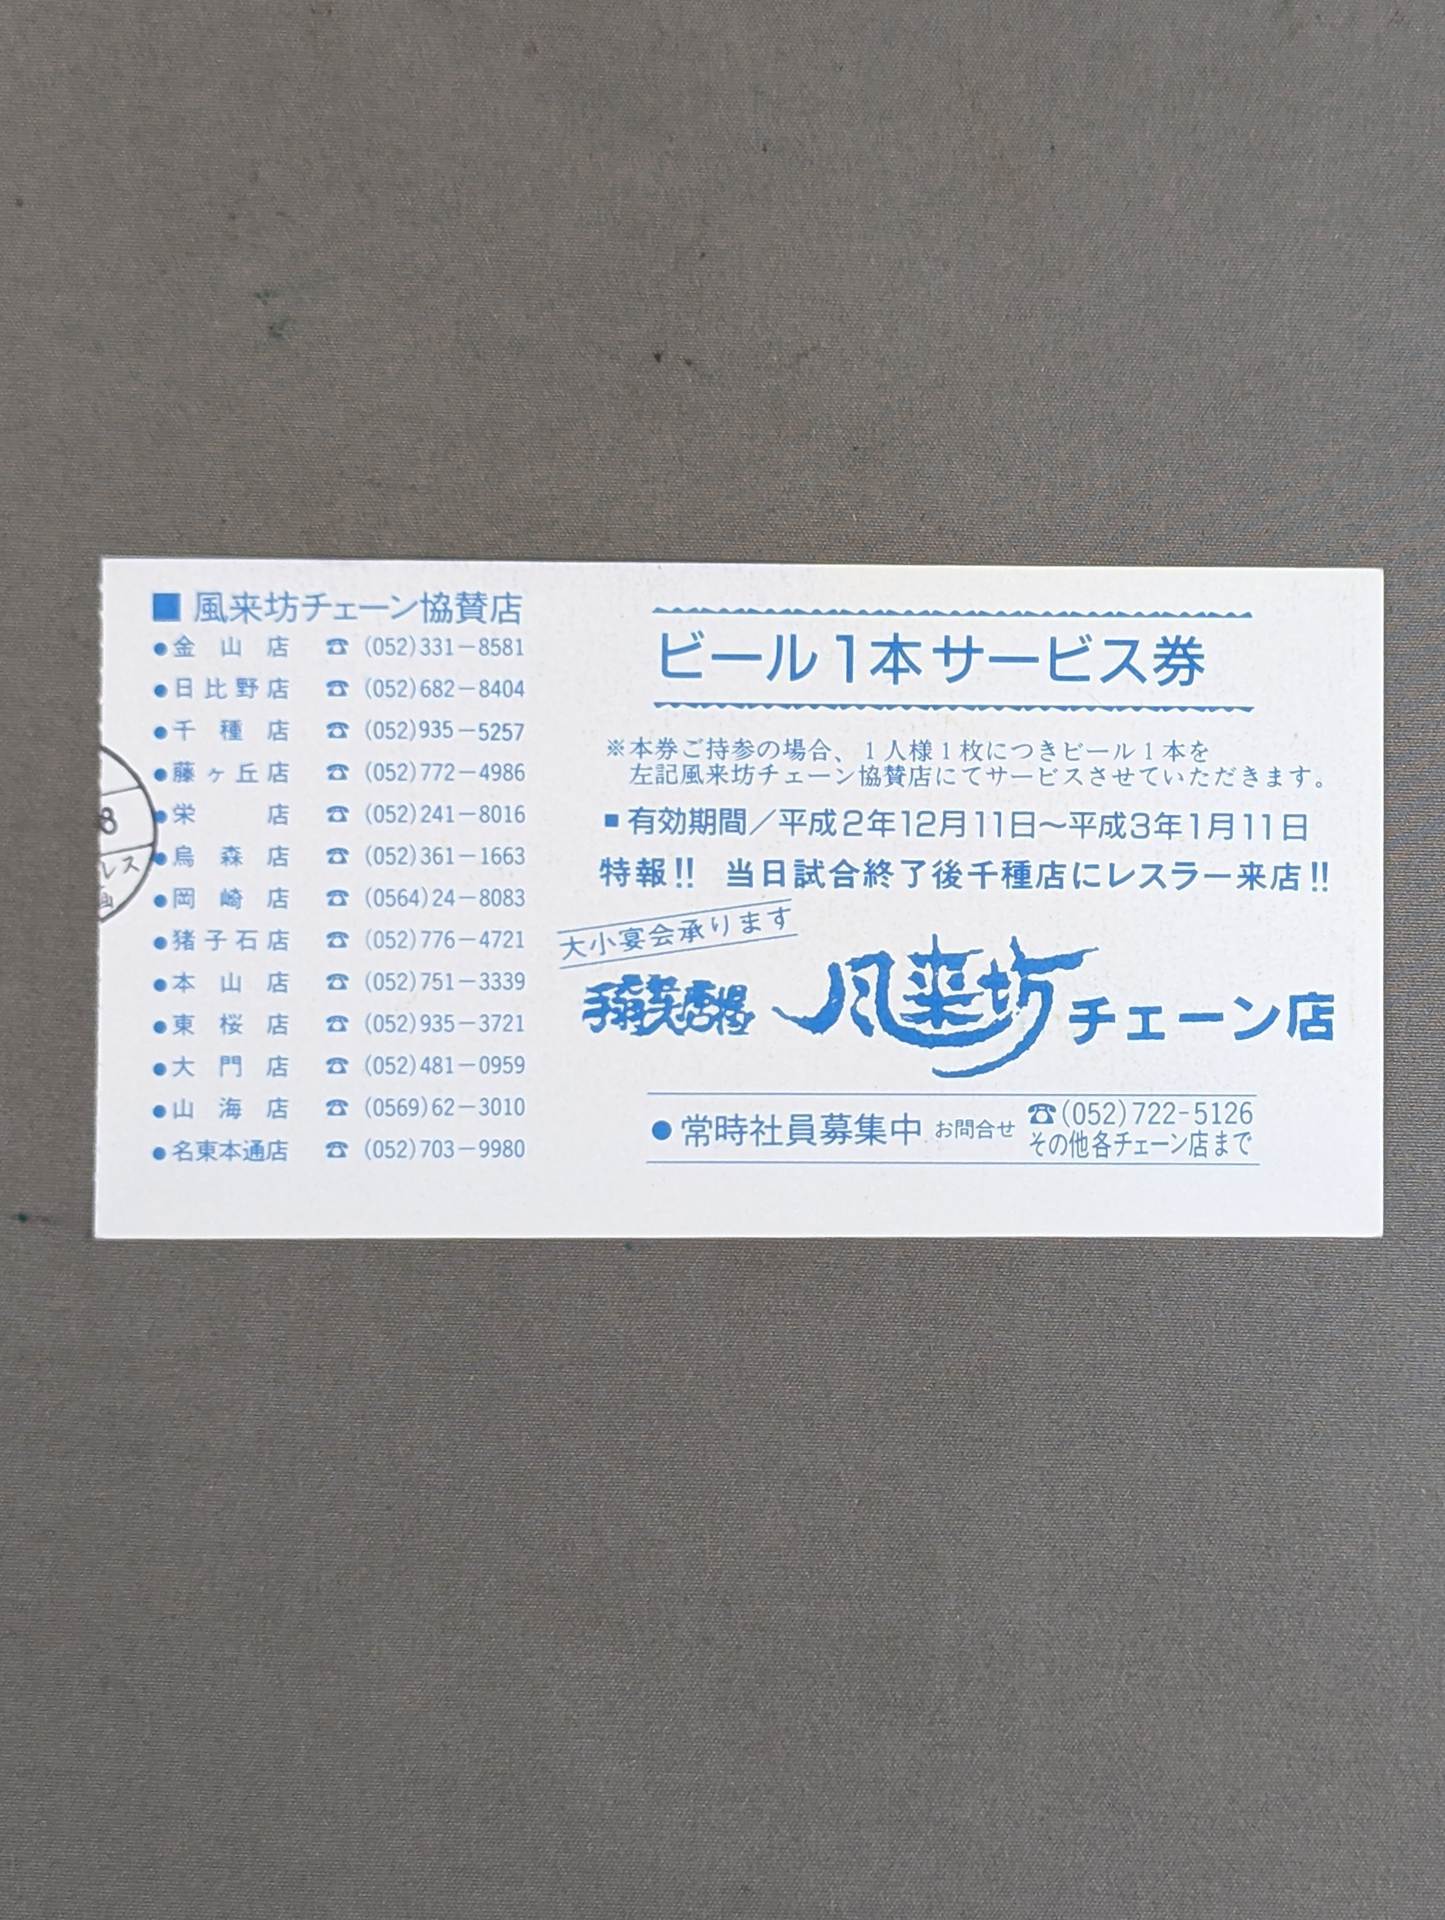 ■ 風来坊チェーン協賛店
●金山店 ☎ (052)331−8581
●日比野店 ☎ (052)682−8404
●千種店 ☎ (052)935−5257
●藤ヶ丘店 ☎ (052)772−4986
●栄店 ☎ (052)241−8016
●烏森店 ☎ (052)361−1663
●岡崎店 ☎ (0564)24−8083
●猪子石店 ☎ (052)776−4721
●本山店 ☎ (052)751−3339
●東桜店 ☎ (052)935−3721
●大門店 ☎ (052)481−0959
●山海店 ☎ (0569)62−3010
●名東本通店 ☎ (052)703−9980
8
レス
画
ビール1本サービス券
※本券ご持参の場合、1人様1枚につきビール1本を
左記風来坊チェーン協賛店にてサービスさせていただきます。
■有効期間／平成2年12月11日〜平成3年1月11日
特報!! 当日試合終了後千種店にレスラー来店!!
大小宴会承ります
風来坊チェーン店
●常時社員募集中 お問合せ ☎(052)722-5126
その他各チェーン店まで